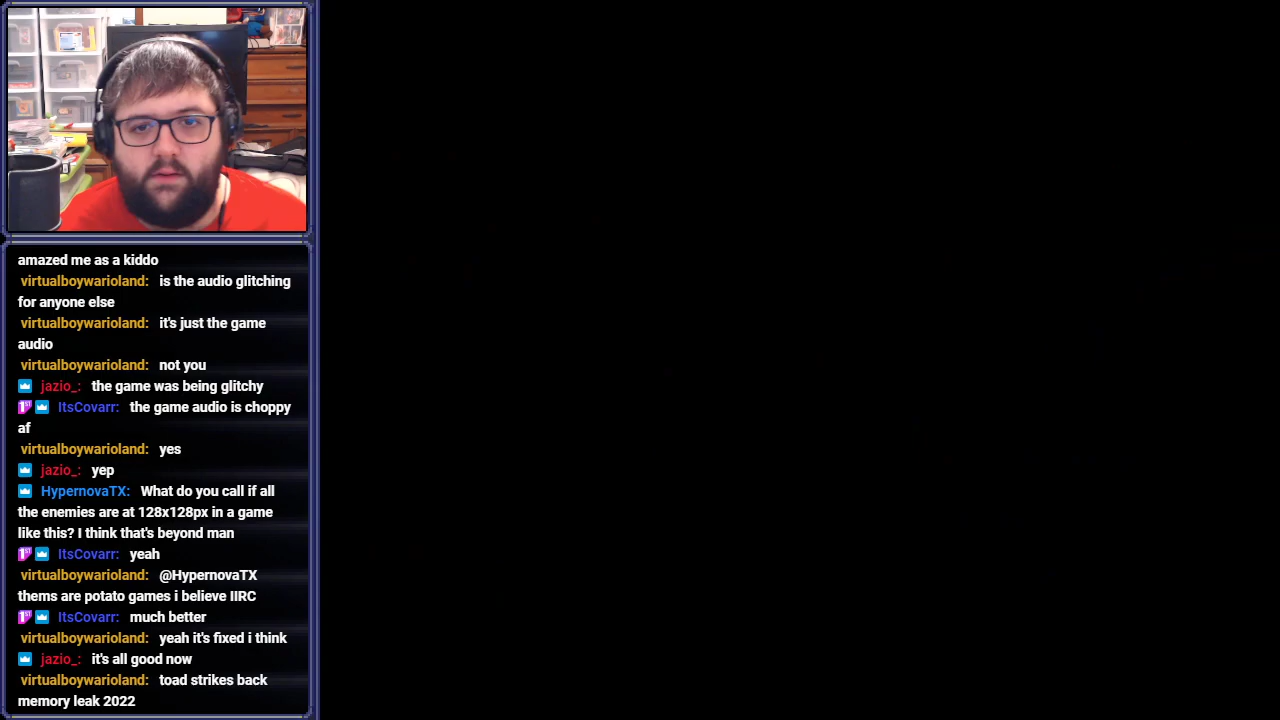 amazed me as a kiddo
virtualboywarioland: is the audio glitching
for anyone else
virtualboywarioland: it's just the game
audio
virtualboywarioland: not you
jazio_: the game was being glitchy
1ST ItsCovarr: the game audio is choppy
af
virtualboywarioland: yes
jazio_: yep
HypernovaTX: What do you call if all
the enemies are at 128x128px in a game
like this? I think that's beyond man
1ST ItsCovarr: yeah
virtualboywarioland: @HypernovaTX
thems are potato games i believe IIRC
1ST ItsCovarr: much better
virtualboywarioland: yeah it's fixed i think
jazio_: it's all good now
virtualboywarioland: toad strikes back
memory leak 2022